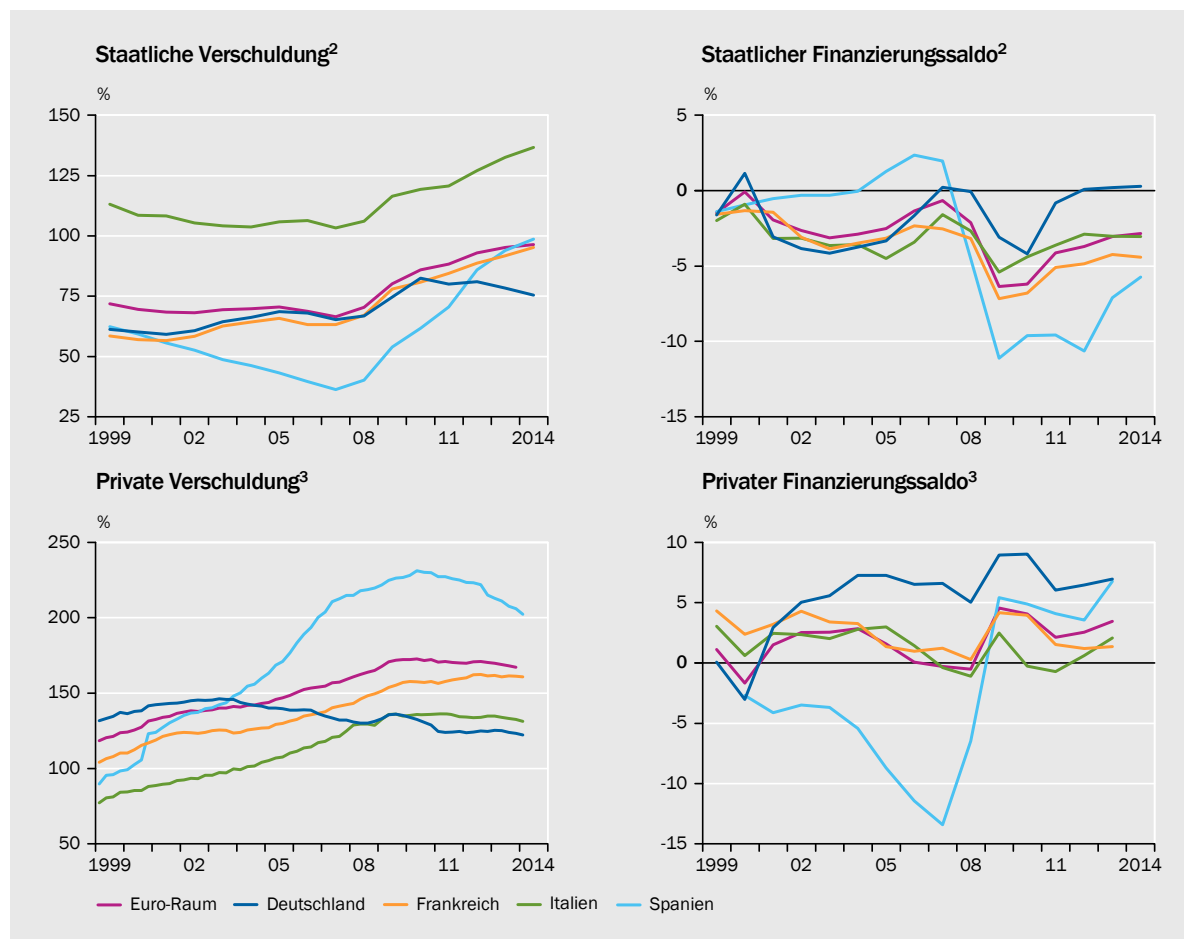 Staatliche Verschuldung²
%
150
125
100
75
50
25
1999 02 05 08 11 2014
Staatlicher Finanzierungssaldo²
%
5
0
-5
-10
-15
1999 02 05 08 11 2014
Private Verschuldung³
%
250
200
150
100
50
1999 02 05 08 11 2014
Privater Finanzierungssaldo³
%
10
5
0
-5
-10
-15
1999 02 05 08 11 2014
Euro-Raum Deutschland Frankreich Italien Spanien